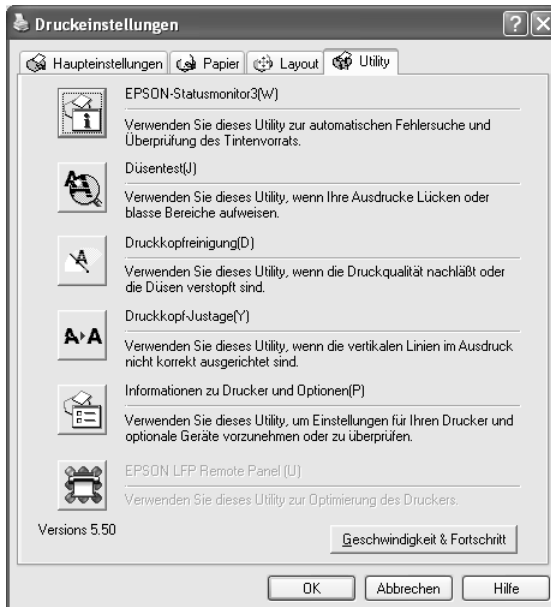 Druckeinstellungen
Haupteinstellungen Papier Layout Utility
EPSON-Statusmonitor3(W)
Verwenden Sie dieses Utility zur automatischen Fehlersuche und
Überprüfung des Tintenvorrats.
Düsentest(J)
Verwenden Sie dieses Utility, wenn Ihre Ausdrucke Lücken oder
blasse Bereiche aufweisen.
Druckkopfreinigung(D)
Verwenden Sie dieses Utility, wenn die Druckqualität nachläßt oder
die Düsen verstopft sind.
Druckkopf-Justage(Y)
Verwenden Sie dieses Utility, wenn die vertikalen Linien im Ausdruck
nicht korrekt ausgerichtet sind.
Informationen zu Drucker und Optionen(P)
Verwenden Sie dieses Utility, um Einstellungen für Ihren Drucker und
optionale Geräte vorzunehmen oder zu überprüfen.
EPSON LFP Remote Panel (U)
Verwenden Sie dieses Utility zur Optimierung des Druckers.
Versions 5.50
Geschwindigkeit & Fortschritt
OK Abbrechen Hilfe